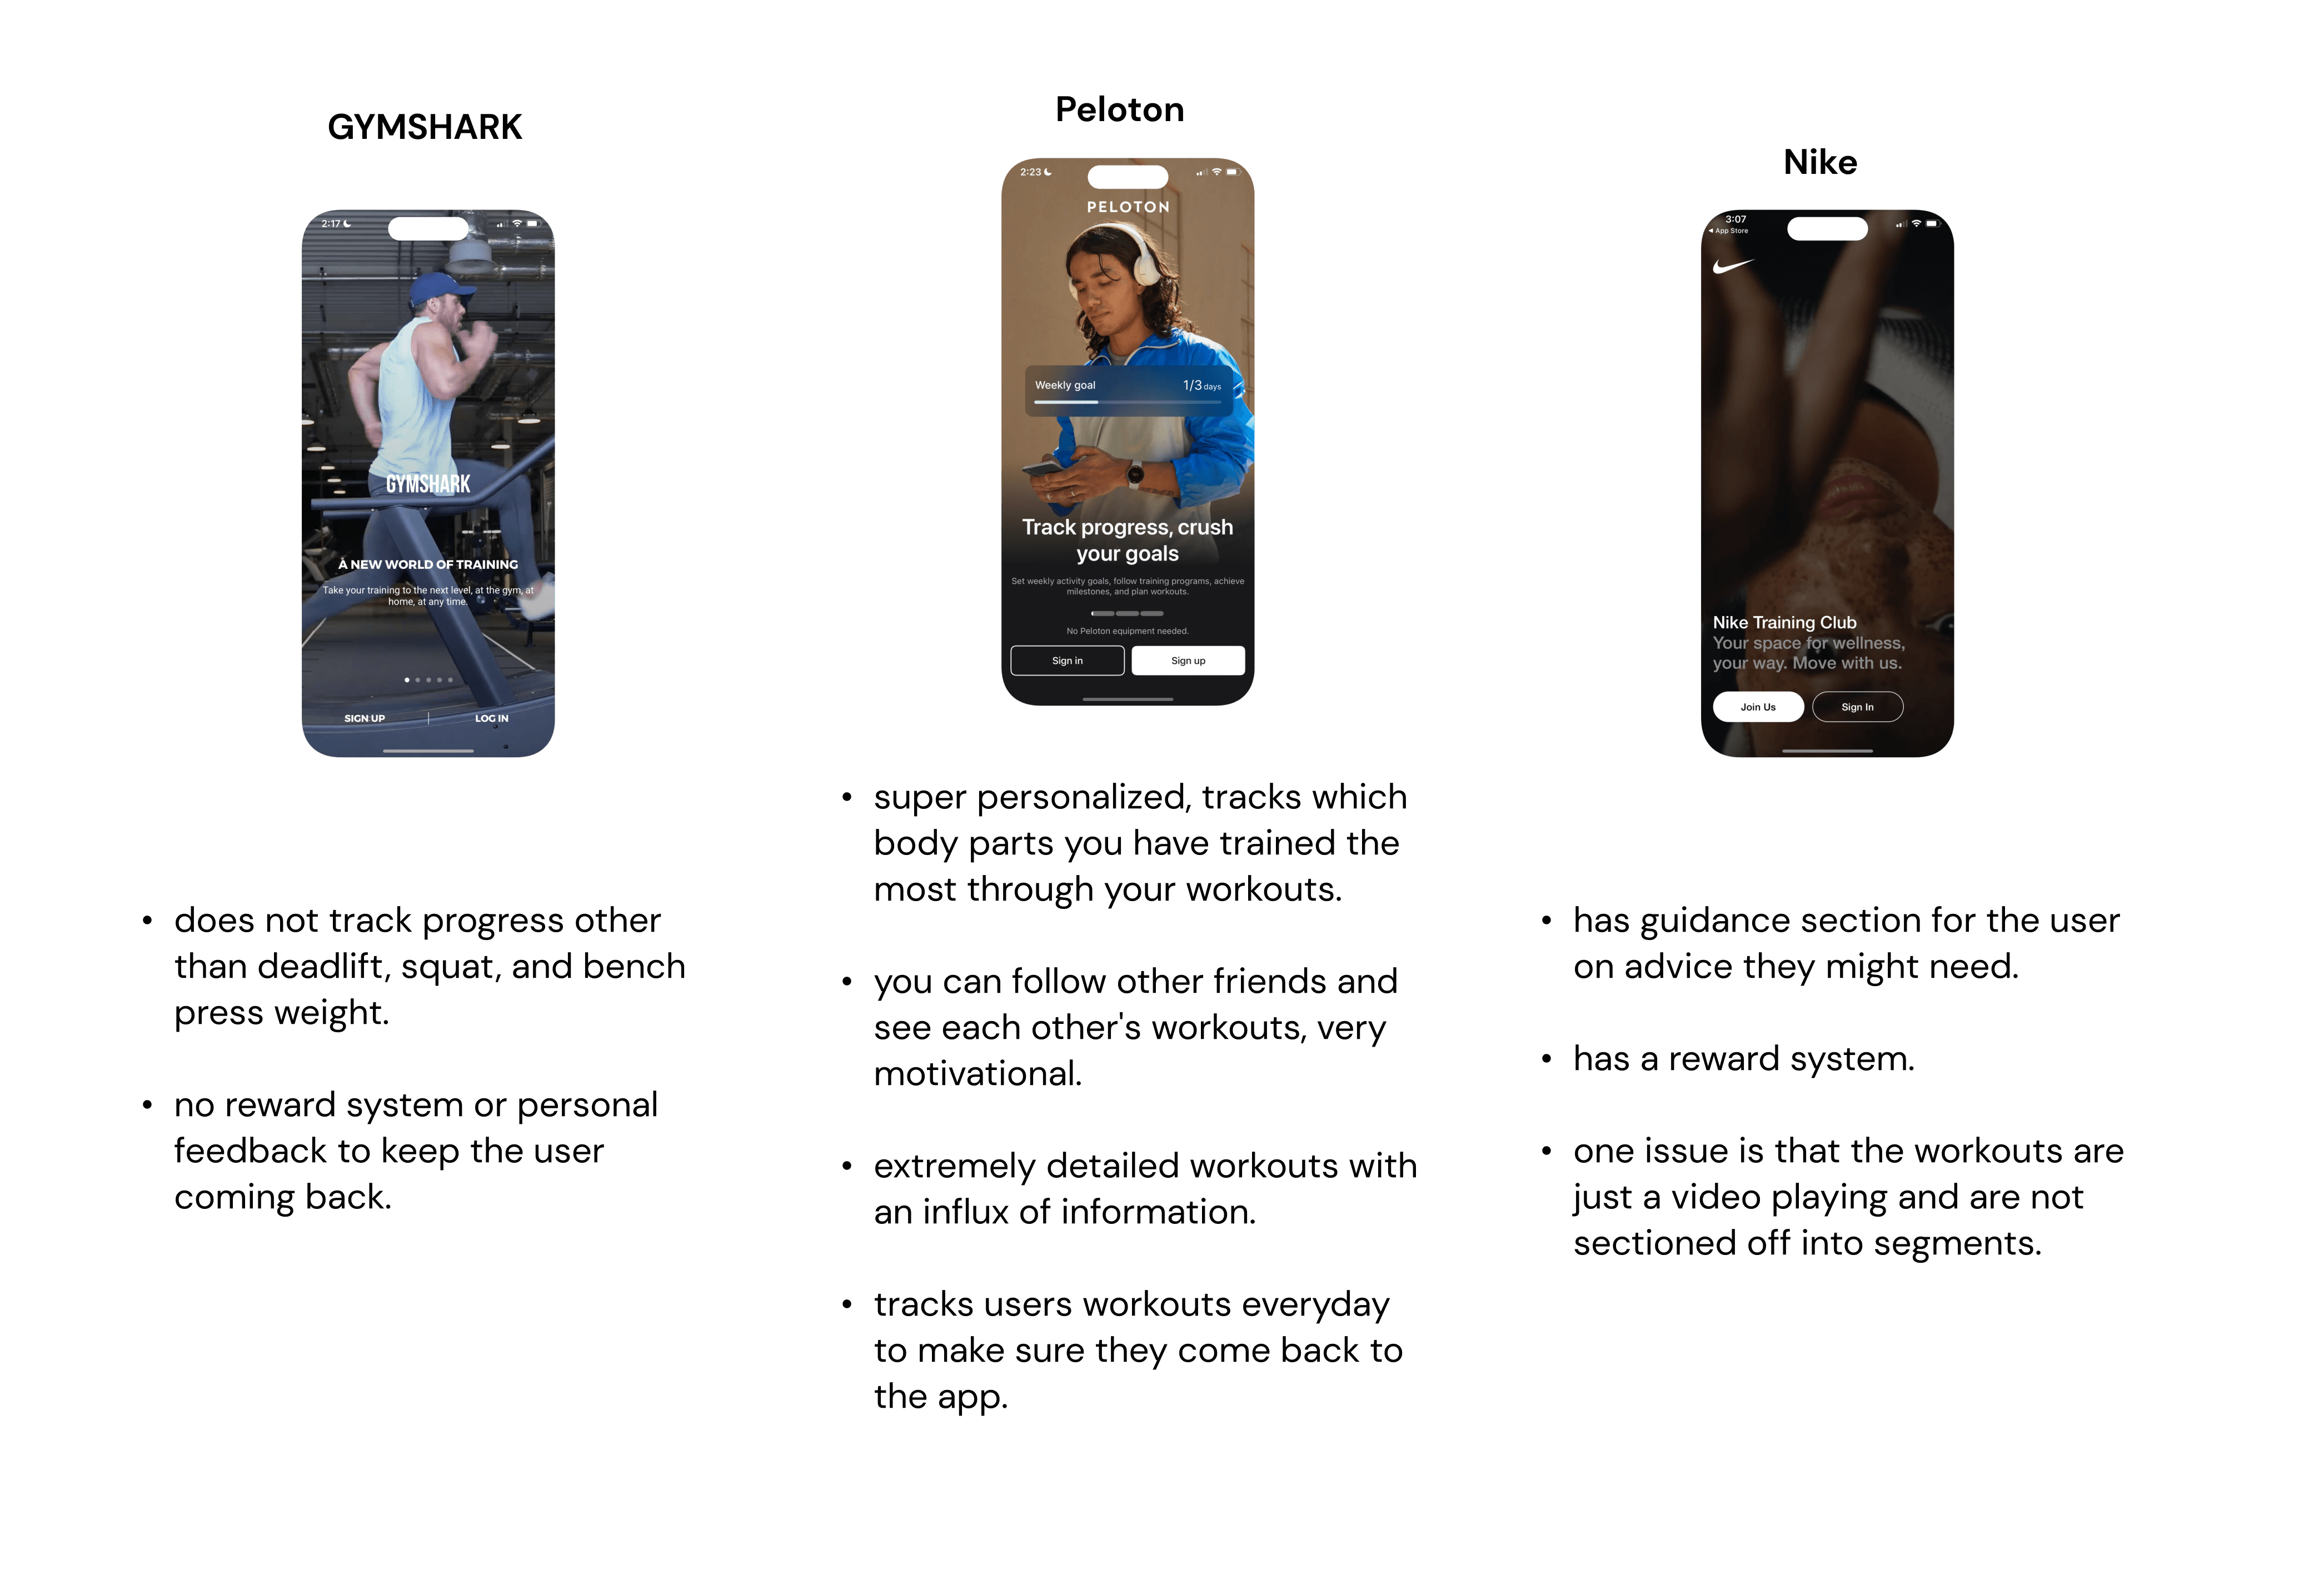 GYMSHARK
2:17
GYMSHARK
A NEW WORLD OF TRAINING
Take your training to the next level, at the gym, at
home, at any time.
SIGN UP
LOG IN
does not track progress other
than deadlift, squat, and bench
press weight.
no reward system or personal
feedback to keep the user
coming back.
Peloton
2:23
PELOTON
Weekly goal 1/3 days
Track progress, crush
your goals
Set weekly activity goals, follow training programs, achieve
milestones, and plan workouts.
No Peloton equipment needed.
Sign in
Sign up
super personalized, tracks which
body parts you have trained the
most through your workouts.
you can follow other friends and
see each other's workouts, very
motivational.
extremely detailed workouts with
an influx of information.
tracks users workouts everyday
to make sure they come back to
the app.
Nike
3:07
App Store
Nike Training Club
Your space for wellness,
your way. Move with us.
Join Us
Sign In
has guidance section for the user
on advice they might need.
has a reward system.
one issue is that the workouts are
just a video playing and are not
sectioned off into segments.